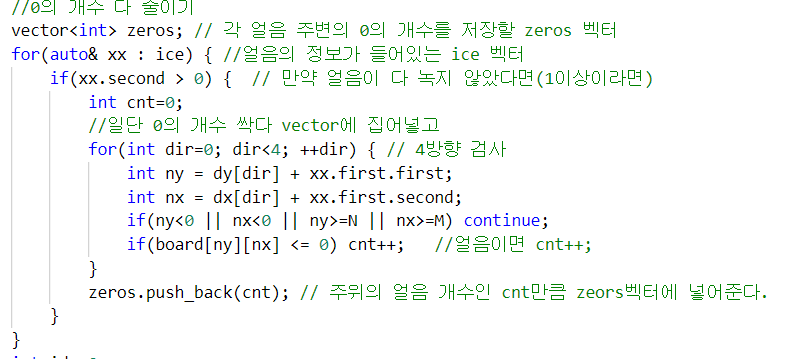 //0의 개수 다 줄이기
vector<int> zeros; // 각 얼음 주변의 0의 개수를 저장할 zeros 벡터
for(auto& xx : ice) { //얼음의 정보가 들어있는 ice 벡터
if(xx.second > 0) { // 만약 얼음이 다 녹지 않았다면(1이상이라면)
int cnt=0;
//일단 0의 개수 싹다 vector에 집어넣고
for(int dir=0; dir<4; ++dir) { // 4방향 검사
int ny = dy[dir] + xx.first.first;
int nx = dx[dir] + xx.first.second;
if(ny<0 || nx<0 || ny>=N || nx>=M) continue;
if(board[ny][nx] <= 0) cnt++; //얼음이면 cnt++;
}
zeros.push_back(cnt); // 주위의 얼음 개수인 cnt만큼 zeors벡터에 넣어준다.
}
}